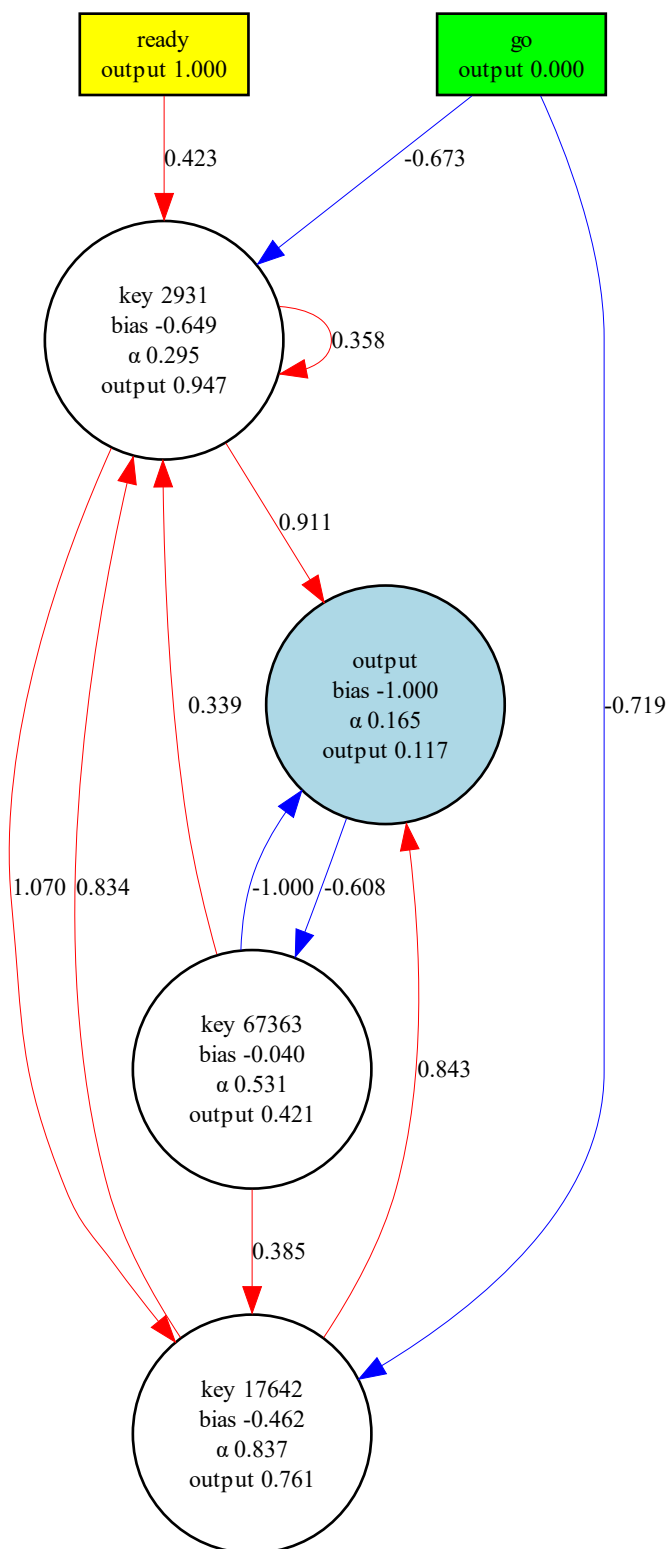 ready
output 1.000
go
output 0.000
0.423
-0.673
key 2931
bias -0.649
α 0.295
output 0.947
0.358
0.911
output
bias -1.000
α 0.165
output 0.117
0.339
-0.719
1.070
0.834
-1.000
-0.608
key 67363
bias -0.040
α 0.531
output 0.421
0.843
0.385
key 17642
bias -0.462
α 0.837
output 0.761